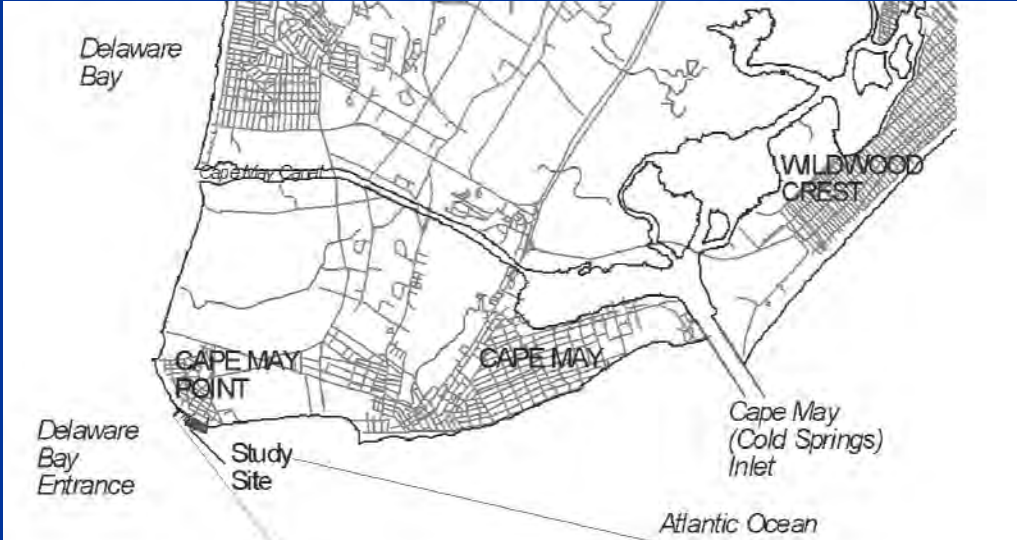 Delaware
Bay
Cape May Canal
WILDWOOD
CREST
CAPE MAY
POINT
CAPE MAY
Delaware
Bay
Entrance
Study
Site
Cape May
(Cold Springs)
Inlet
Atlantic Ocean